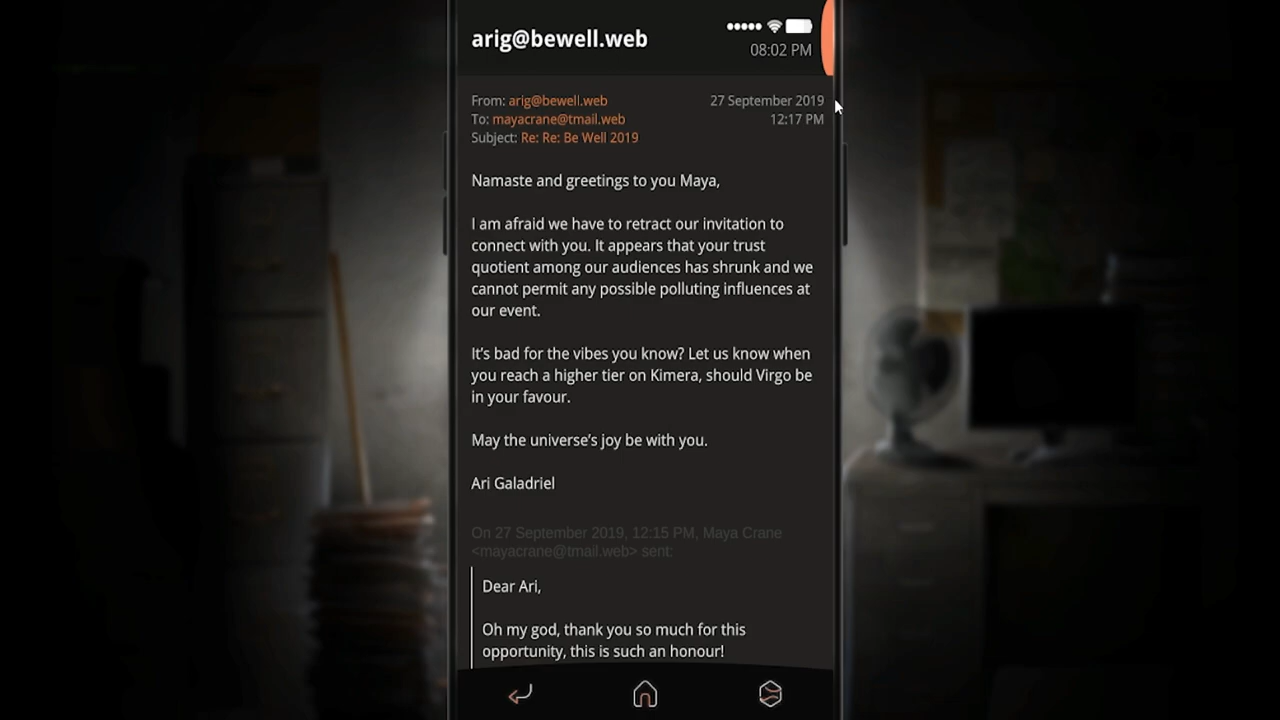 arig@bewell.web
08:02 PM
From: arig@bewell.web
27 September 2019
To: mayacrane@tmail.web
12:17 PM
Subject: Re: Re: Be Well 2019
Namaste and greetings to you Maya,
I am afraid we have to retract our invitation to
connect with you. It appears that your trust
quotient among our audiences has shrunk and we
cannot permit any possible polluting influences at
our event.
It's bad for the vibes you know? Let us know when
you reach a higher tier on Kimera, should Virgo be
in your favour.
May the universe's joy be with you.
Ari Galadriel
On 27 September 2019, 12:15 PM, Maya Crane
<mayacrane@tmail.web> sent:
Dear Ari,
Oh my god, thank you so much for this
opportunity, this is such an honour!